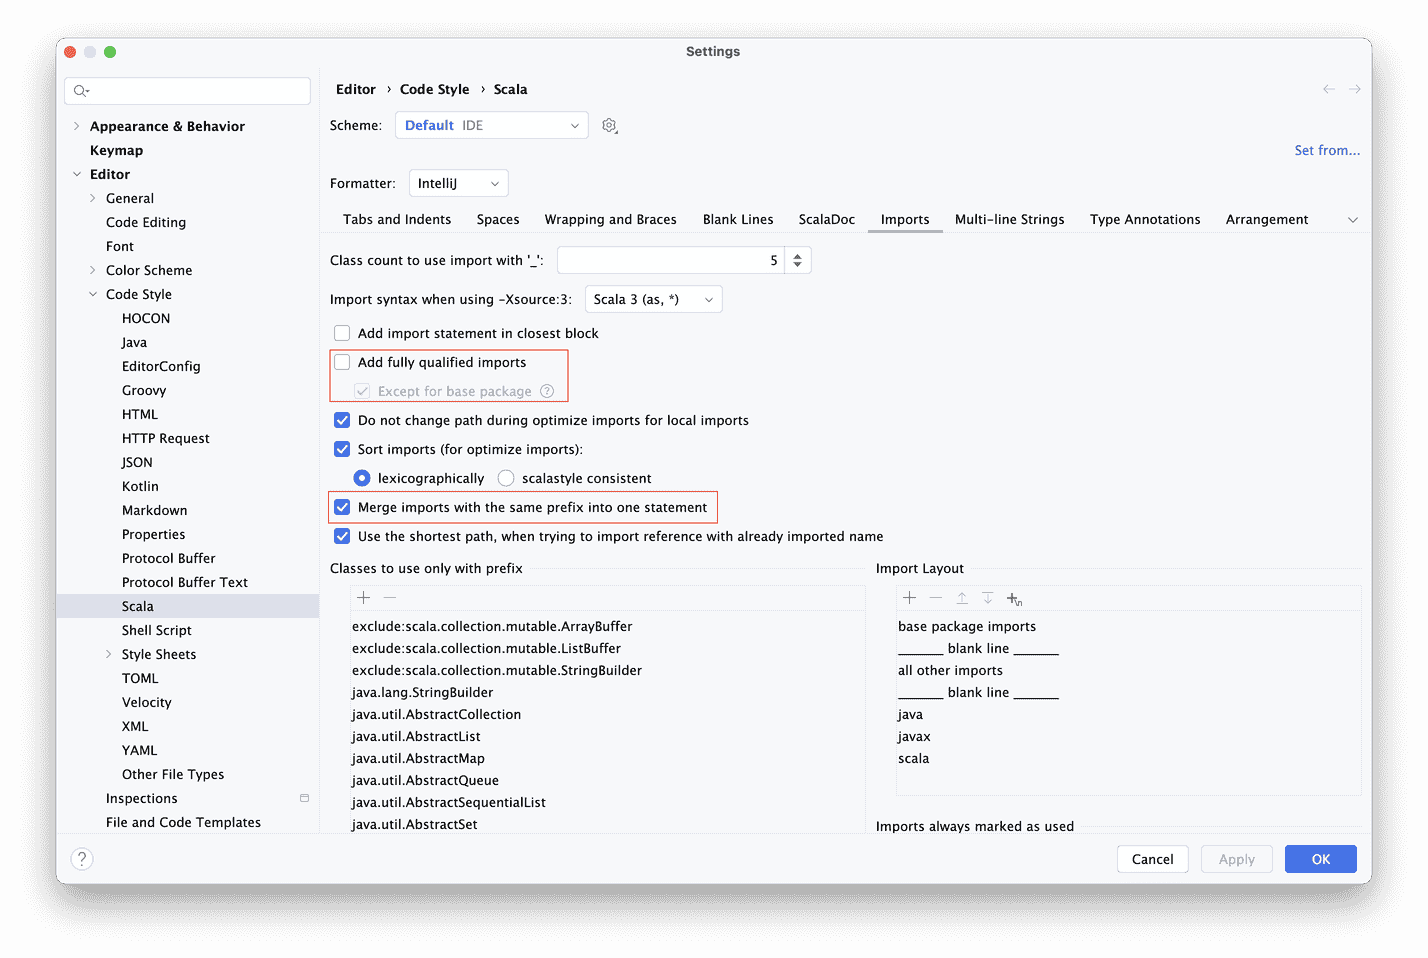 Settings
Appearance & Behavior
Keymap
Editor
General
Code Editing
Font
Color Scheme
Code Style
HOCON
Java
EditorConfig
Groovy
HTML
HTTP Request
JSON
Kotlin
Markdown
Properties
Protocol Buffer
Protocol Buffer Text
Scala
Shell Script
Style Sheets
TOML
Velocity
XML
YAML
Other File Types
Inspections
File and Code Templates
Editor › Code Style › Scala
Scheme: Default IDE
Set from...
Formatter: IntelliJ
Tabs and Indents Spaces Wrapping and Braces Blank Lines ScalaDoc Imports Multi-line Strings Type Annotations Arrangement
Class count to use import with '_': 5
Import syntax when using -Xsource:3: Scala 3 (as, *)
Add import statement in closest block
Add fully qualified imports
Except for base package ?
Do not change path during optimize imports for local imports
Sort imports (for optimize imports):
lexicographically scalastyle consistent
Merge imports with the same prefix into one statement
Use the shortest path, when trying to import reference with already imported name
Classes to use only with prefix
exclude:scala.collection.mutable.ArrayBuffer
exclude:scala.collection.mutable.ListBuffer
exclude:scala.collection.mutable.StringBuilder
java.lang.StringBuilder
java.util.AbstractCollection
java.util.AbstractList
java.util.AbstractMap
java.util.AbstractQueue
java.util.AbstractSequentialList
java.util.AbstractSet
Import Layout
base package imports
______ blank line ______
all other imports
______ blank line ______
java
javax
scala
Imports always marked as used
? Cancel Apply OK